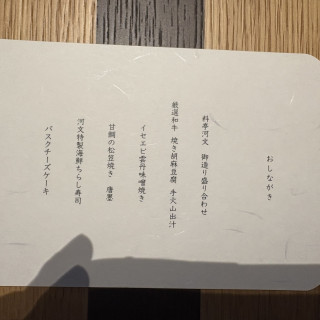 おしながき
料亭河文 御造り盛り合わせ
厳選和牛 焼き胡麻豆腐 手火山出汁
イセエビ雲丹味噌焼き
甘鯛の松笠焼き 唐墨
河文特製海鮮ちらし寿司
バスクチーズケーキ